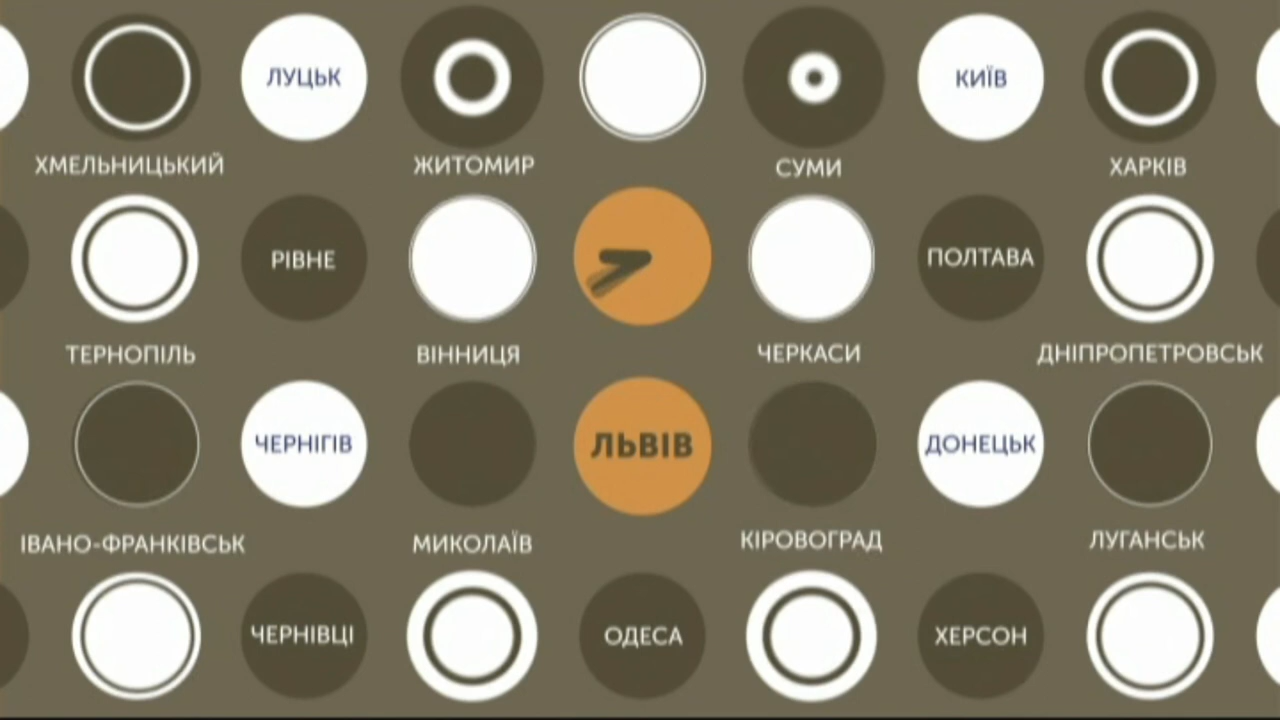 ЛУЦЬК
КИЇВ
ХМЕЛЬНИЦЬКИЙ
ЖИТОМИР
СУМИ
ХАРКІВ
РІВНЕ
ПОЛТАВА
ТЕРНОПІЛЬ
ВІННИЦЯ
ЧЕРКАСИ
ДНІПРОПЕТРОВСЬК
ЧЕРНІГІВ
ЛЬВІВ
ДОНЕЦЬК
ІВАНО-ФРАНКІВСЬК
МИКОЛАЇВ
КІРОВОГРАД
ЛУГАНСЬК
ЧЕРНІВЦІ
ОДЕСА
ХЕРСОН